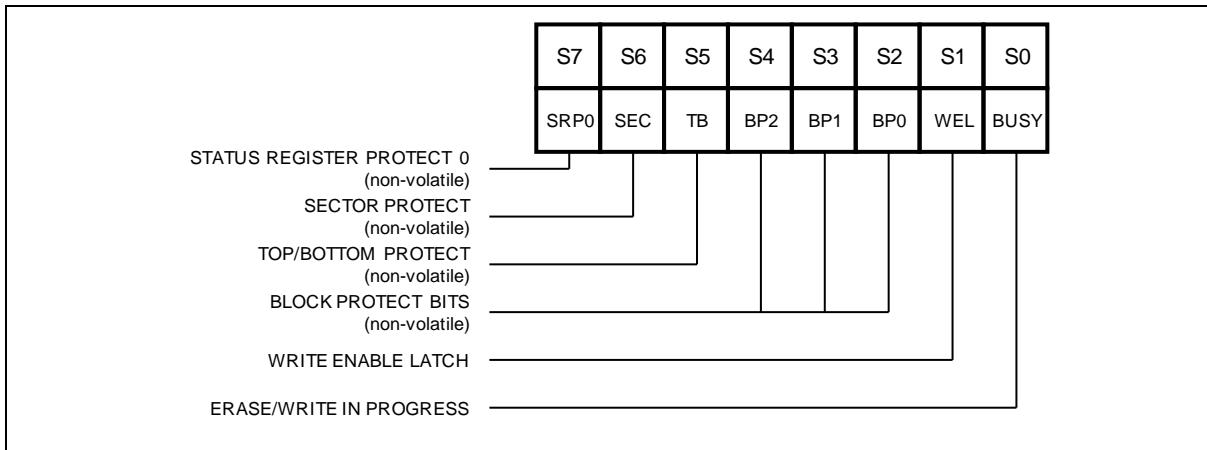 S7 S6 S5 S4 S3 S2 S1 S0
SRP0 SEC TB BP2 BP1 BP0 WEL BUSY
STATUS REGISTER PROTECT 0
(non-volatile)
SECTOR PROTECT
(non-volatile)
TOP/BOTTOM PROTECT
(non-volatile)
BLOCK PROTECT BITS
(non-volatile)
WRITE ENABLE LATCH
ERASE/WRITE IN PROGRESS